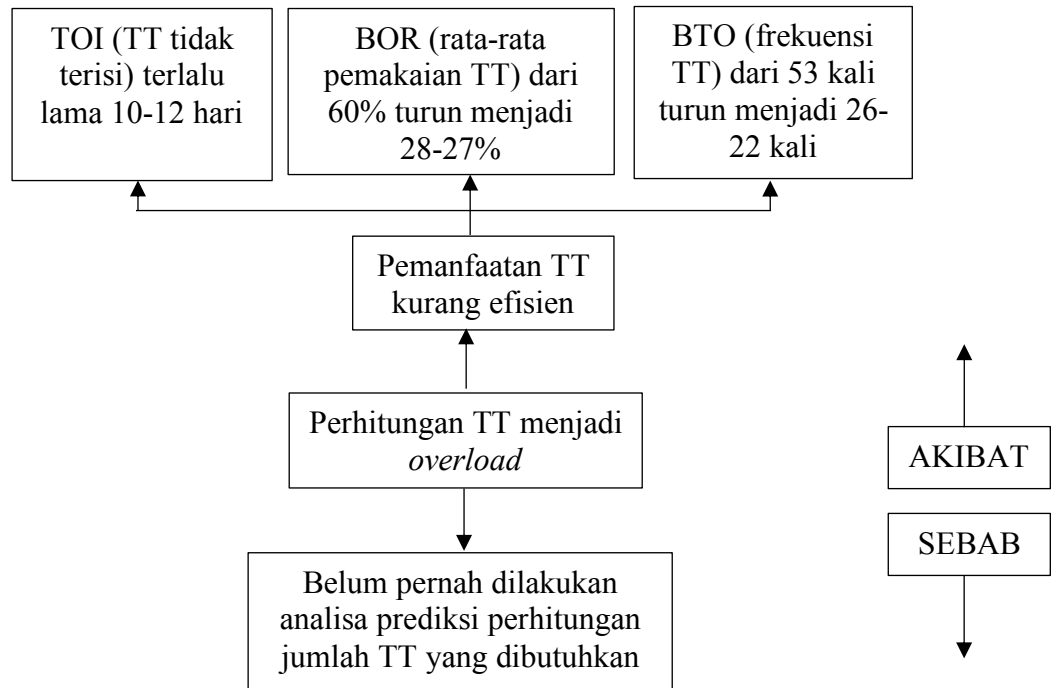 TOI (TT tidak
terisi) terlalu
lama 10-12 hari
BOR (rata-rata
pemakaian TT) dari
60% turun menjadi
28-27%
BTO (frekuensi
TT) dari 53 kali
turun menjadi 26-
22 kali
Pemanfaatan TT
kurang efisien
Perhitungan TT menjadi
overload
AKIBAT
SEBAB
Belum pernah dilakukan
analisa prediksi perhitungan
jumlah TT yang dibutuhkan